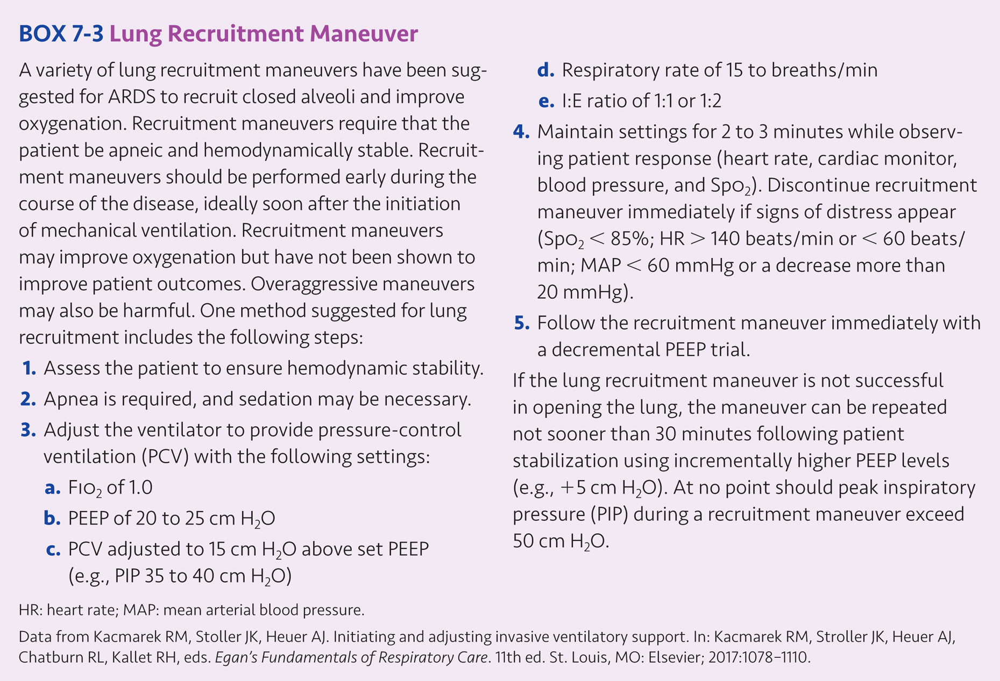 BOX 7-3 Lung Recruitment Maneuver
A variety of lung recruitment maneuvers have been sug-
gested for ARDS to recruit closed alveoli and improve
oxygenation. Recruitment maneuvers require that the
patient be apneic and hemodynamically stable. Recruit-
ment maneuvers should be performed early during the
course of the disease, ideally soon after the initiation
of mechanical ventilation. Recruitment maneuvers
may improve oxygenation but have not been shown to
improve patient outcomes. Overaggressive maneuvers
may also be harmful. One method suggested for lung
recruitment includes the following steps:
1. Assess the patient to ensure hemodynamic stability.
2. Apnea is required, and sedation may be necessary.
3. Adjust the ventilator to provide pressure-control
ventilation (PCV) with the following settings:
a. FIO₂ of 1.0
b. PEEP of 20 to 25 cm H₂O
c. PCV adjusted to 15 cm H₂O above set PEEP
(e.g., PIP 35 to 40 cm H₂O)
d. Respiratory rate of 15 to breaths/min
e. I:E ratio of 1:1 or 1:2
4. Maintain settings for 2 to 3 minutes while observ-
ing patient response (heart rate, cardiac monitor,
blood pressure, and SpO₂). Discontinue recruitment
maneuver immediately if signs of distress appear
(SpO₂ < 85%; HR > 140 beats/min or < 60 beats/
min; MAP < 60 mmHg or a decrease more than
20 mmHg).
5. Follow the recruitment maneuver immediately with
a decremental PEEP trial.
If the lung recruitment maneuver is not successful
in opening the lung, the maneuver can be repeated
not sooner than 30 minutes following patient
stabilization using incrementally higher PEEP levels
(e.g., +5 cm H₂O). At no point should peak inspiratory
pressure (PIP) during a recruitment maneuver exceed
50 cm H₂O.
HR: heart rate; MAP: mean arterial blood pressure.
Data from Kacmarek RM, Stoller JK, Heuer AJ. Initiating and adjusting invasive ventilatory support. In: Kacmarek RM, Stroller JK, Heuer AJ,
Chatburn RL, Kallet RH, eds. Egan's Fundamentals of Respiratory Care. 11th ed. St. Louis, MO: Elsevier; 2017:1078–1110.